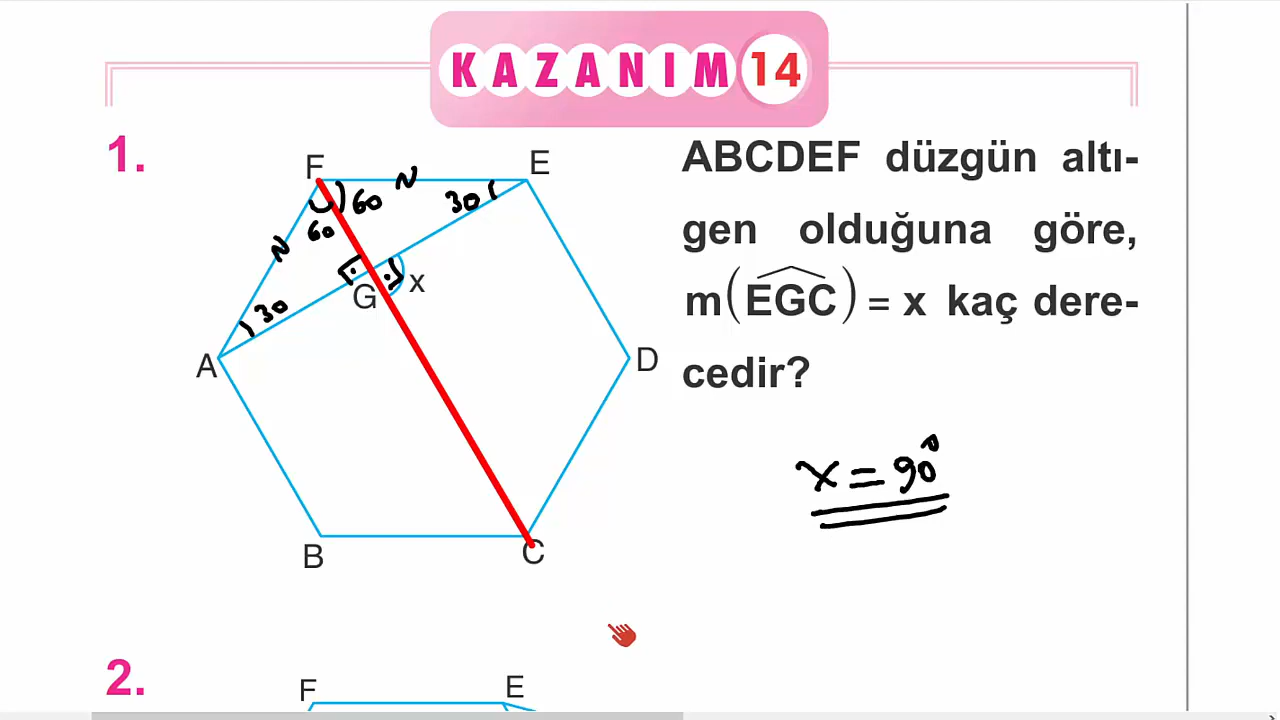 KAZANIM 14
1.
ABCDEF düzgün altı-
gen olduğuna göre,
m(EGC) = x kaç dere-
cedir?
F
E
60
30
60
x
G
30
A
D
x = 90°
B
C
2.
F
E